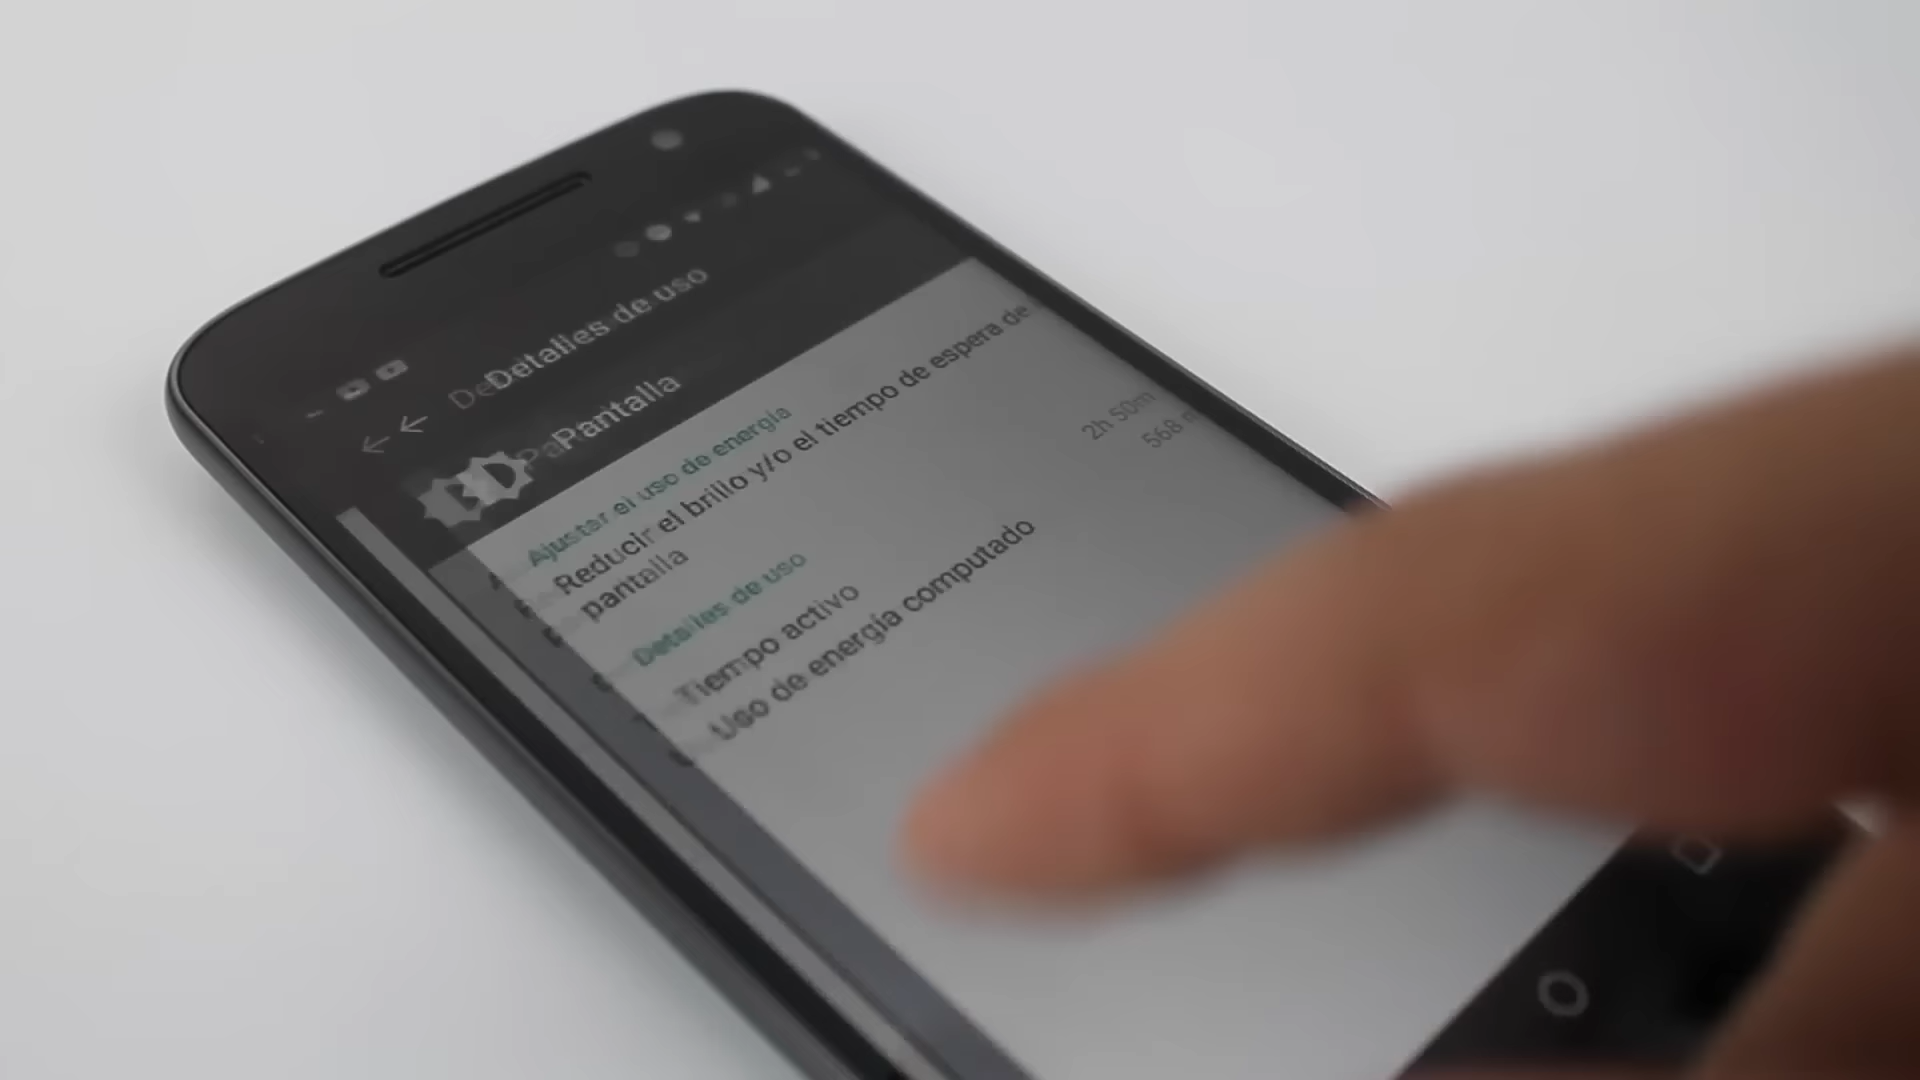 Detalles de uso
Pantalla
Ajustar el uso de energía
Reducir el brillo y/o el tiempo de espera de
pantalla
Detalles de uso
Tiempo activo
2h 50m
Uso de energía computado
568